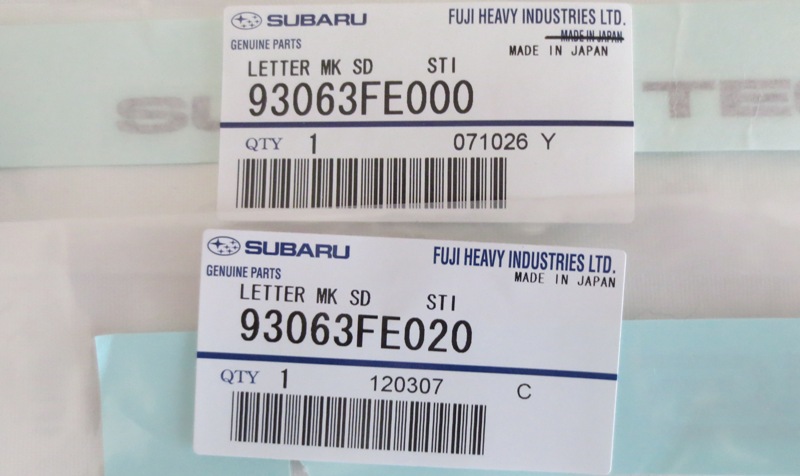 SUBARU FUJI HEAVY INDUSTRIES LTD.
MADE IN JAPAN
GENUINE PARTS MADE IN JAPAN
LETTER MK SD STI
93063FE000
SU TEC
QTY 1 071026 Y
SUBARU FUJI HEAVY INDUSTRIES LTD.
GENUINE PARTS MADE IN JAPAN
LETTER MK SD STI
93063FE020
QTY 1 120307 C